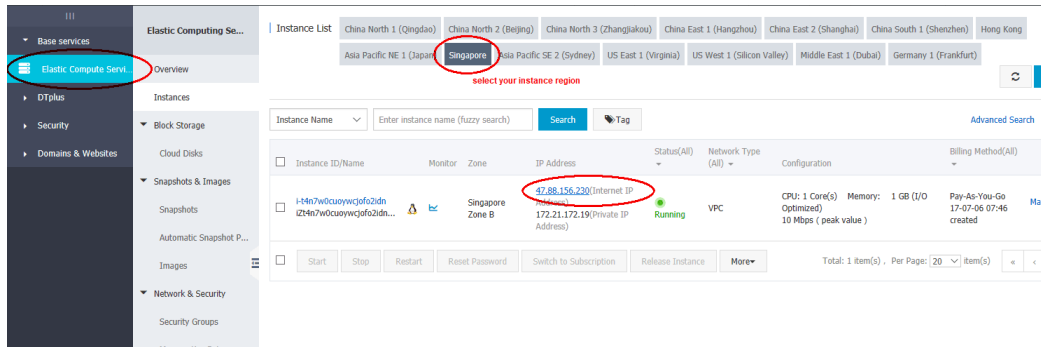 Base services
Elastic Compute Servi...
DTplus
Security
Domains & Websites
Elastic Computing Se...
Overview
Instances
Block Storage
Cloud Disks
Snapshots & Images
Snapshots
Automatic Snapshot P...
Images
Network & Security
Security Groups
Instance List
China North 1 (Qingdao) China North 2 (Beijing) China North 3 (Zhangjiakou) China East 1 (Hangzhou) China East 2 (Shanghai) China South 1 (Shenzhen) Hong Kong
Asia Pacific NE 1 (Japan) Singapore Asia Pacific SE 2 (Sydney) US East 1 (Virginia) US West 1 (Silicon Valley) Middle East 1 (Dubai) Germany 1 (Frankfurt)
select your instance region
Instance Name Enter instance name (fuzzy search) Search Tag Advanced Search
Instance ID/Name Monitor Zone IP Address Status(All) Network Type (All) Configuration Billing Method(All)
i-t4n7w0cuoywcjofo2idn
iZt4n7w0cuoywcjofo2idn...
Singapore
Zone B
47.88.156.230(Internet IP
Address)
172.21.172.19(Private IP
Address)
Running
VPC
CPU: 1 Core(s) Memory: 1 GB (I/O
Optimized)
10 Mbps ( peak value )
Pay-As-You-Go
17-07-06 07:46
created
Ma
Start Stop Restart Reset Password Switch to Subscription Release Instance More Total: 1 item(s) , Per Page: 20 item(s) « ‹